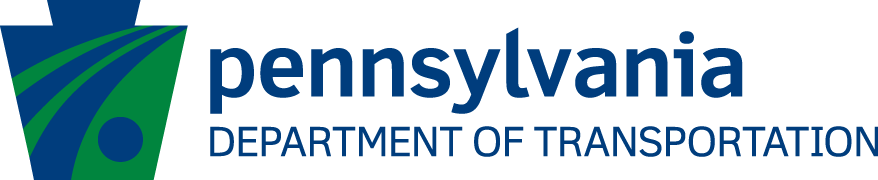 pennsylvania
DEPARTMENT OF TRANSPORTATION